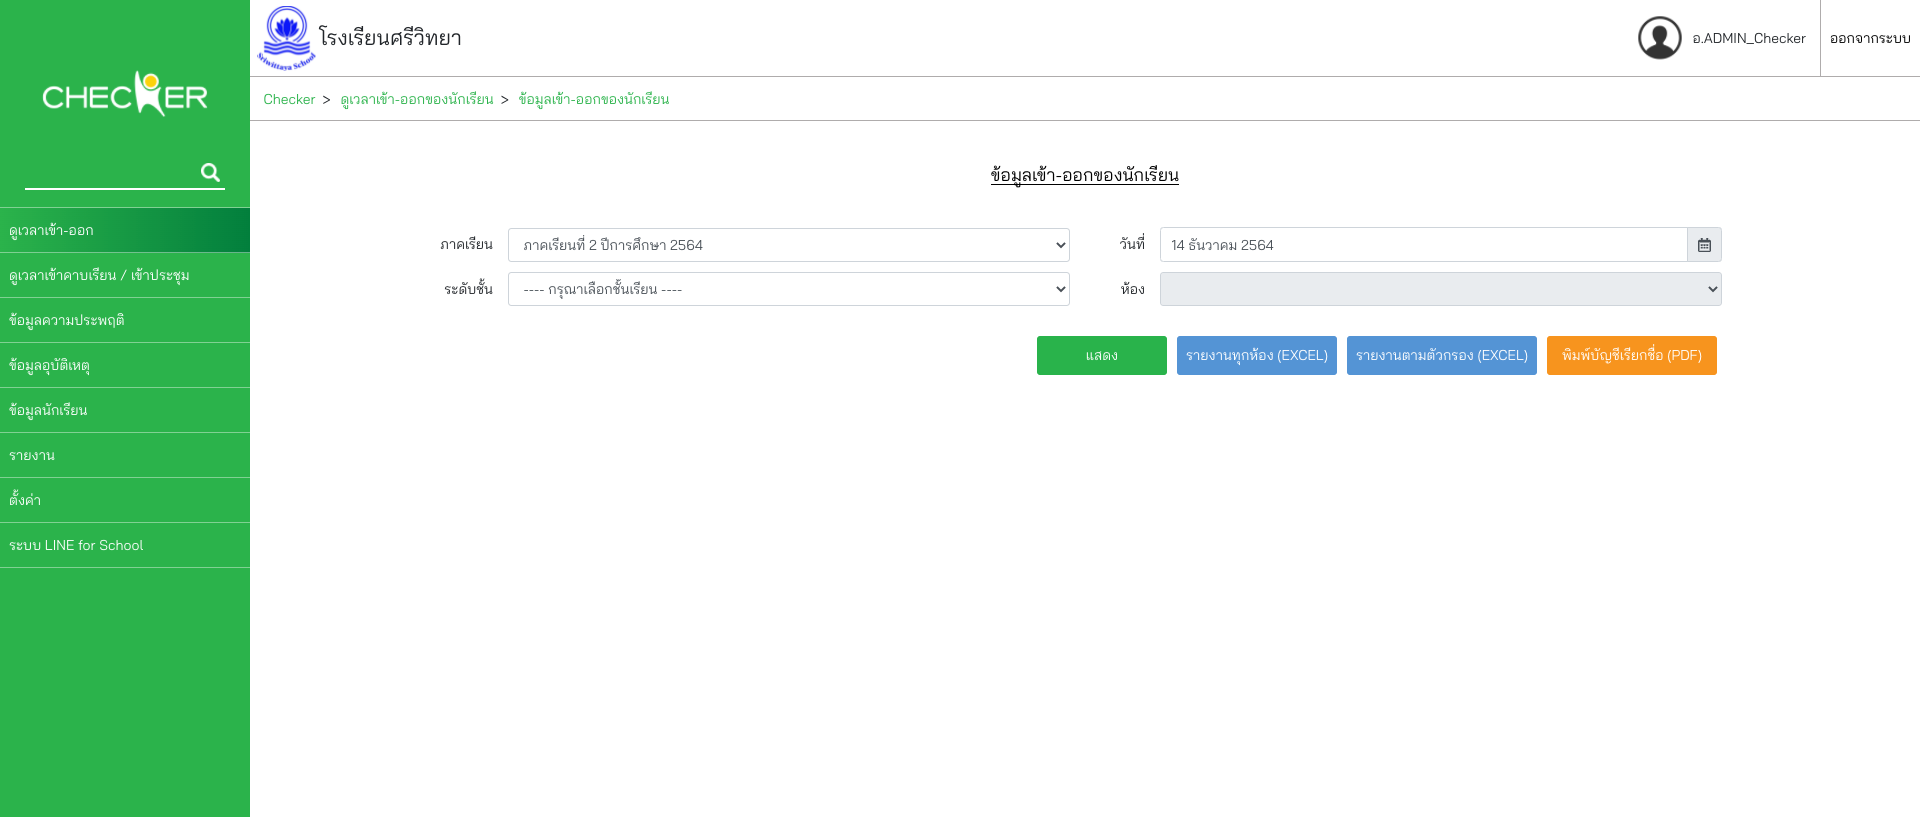 CHECKER
Sriwittaya School
โรงเรียนศรีวิทยา
อ.ADMIN_Checker
ออกจากระบบ
Checker > ดูเวลาเข้า-ออกของนักเรียน > ข้อมูลเข้า-ออกของนักเรียน
ดูเวลาเข้า-ออก
ดูเวลาเข้าคาบเรียน / เข้าประชุม
ข้อมูลความประพฤติ
ข้อมูลอุบัติเหตุ
ข้อมูลนักเรียน
รายงาน
ตั้งค่า
ระบบ LINE for School
ข้อมูลเข้า-ออกของนักเรียน
ภาคเรียน ภาคเรียนที่ 2 ปีการศึกษา 2564 วันที่ 14 ธันวาคม 2564
ระดับชั้น ---- กรุณาเลือกชั้นเรียน ---- ห้อง
แสดง รายงานทุกห้อง (EXCEL) รายงานตามตัวกรอง (EXCEL) พิมพ์บัญชีเรียกชื่อ (PDF)